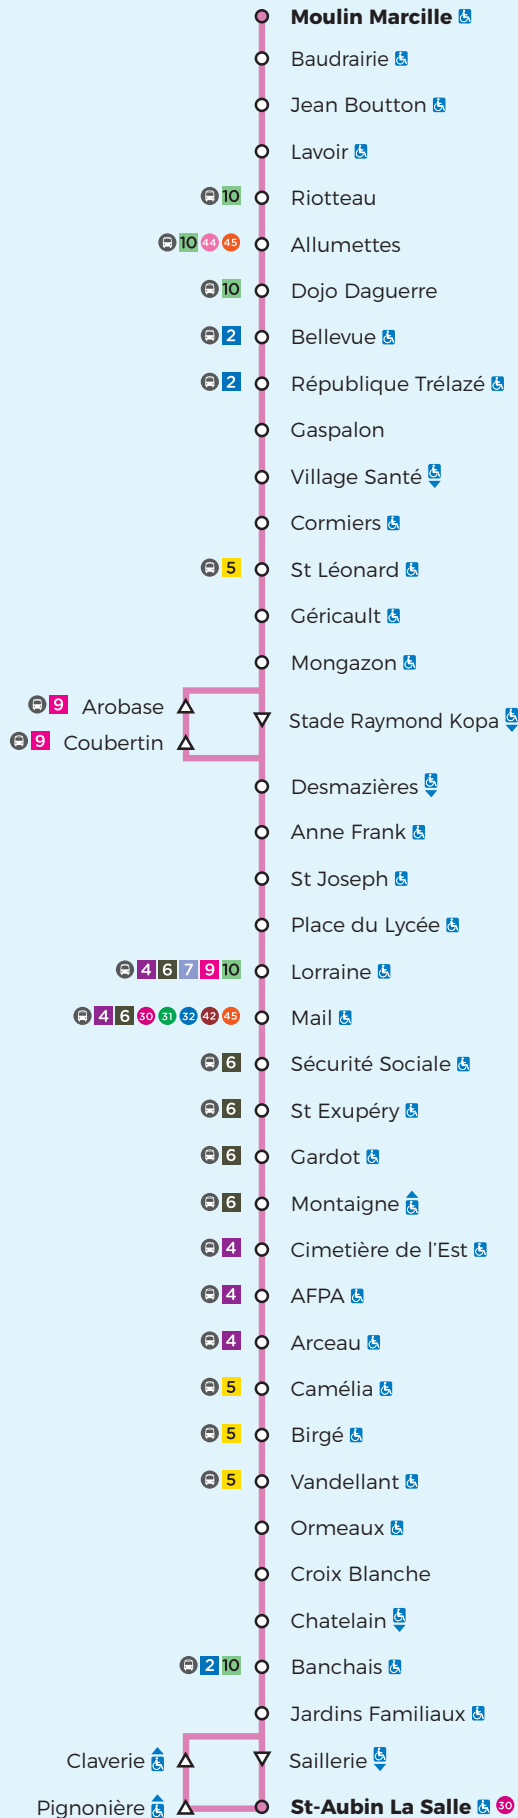 Moulin Marcille
Baudrairie
Jean Boutton
Lavoir
10 Riotteau
10 44 45 Allumettes
10 Dojo Daguerre
2 Bellevue
2 République Trélazé
Gaspalon
Village Santé
Cormiers
5 St Léonard
Géricault
Mongazon
9 Arobase
Stade Raymond Kopa
9 Coubertin
Desmazières
Anne Frank
St Joseph
Place du Lycée
4 6 7 9 10 Lorraine
4 6 30 31 32 42 45 Mail
6 Sécurité Sociale
6 St Exupéry
6 Gardot
6 Montaigne
4 Cimetière de l'Est
4 AFPA
4 Arceau
5 Camélia
5 Birgé
5 Vandellant
Ormeaux
Croix Blanche
Chatelain
2 10 Banchais
Jardins Familiaux
Claverie Saillerie
Pignonière St-Aubin La Salle 30